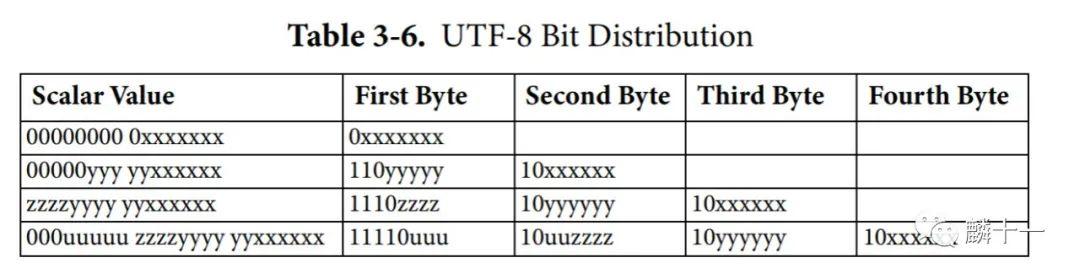 Table 3-6. UTF-8 Bit Distribution
Scalar Value First Byte Second Byte Third Byte Fourth Byte
00000000 0xxxxxxx 0xxxxxxx
00000yyy yyxxxxxx 110yyyyy 10xxxxxx
zzzzyyyy yyxxxxxx 1110zzzz 10yyyyyy 10xxxxxx
000uuuuu zzzzyyyy yyxxxxxx 11110uuu 10uuzzzz 10yyyyyy 10xxxxxx
麟十一